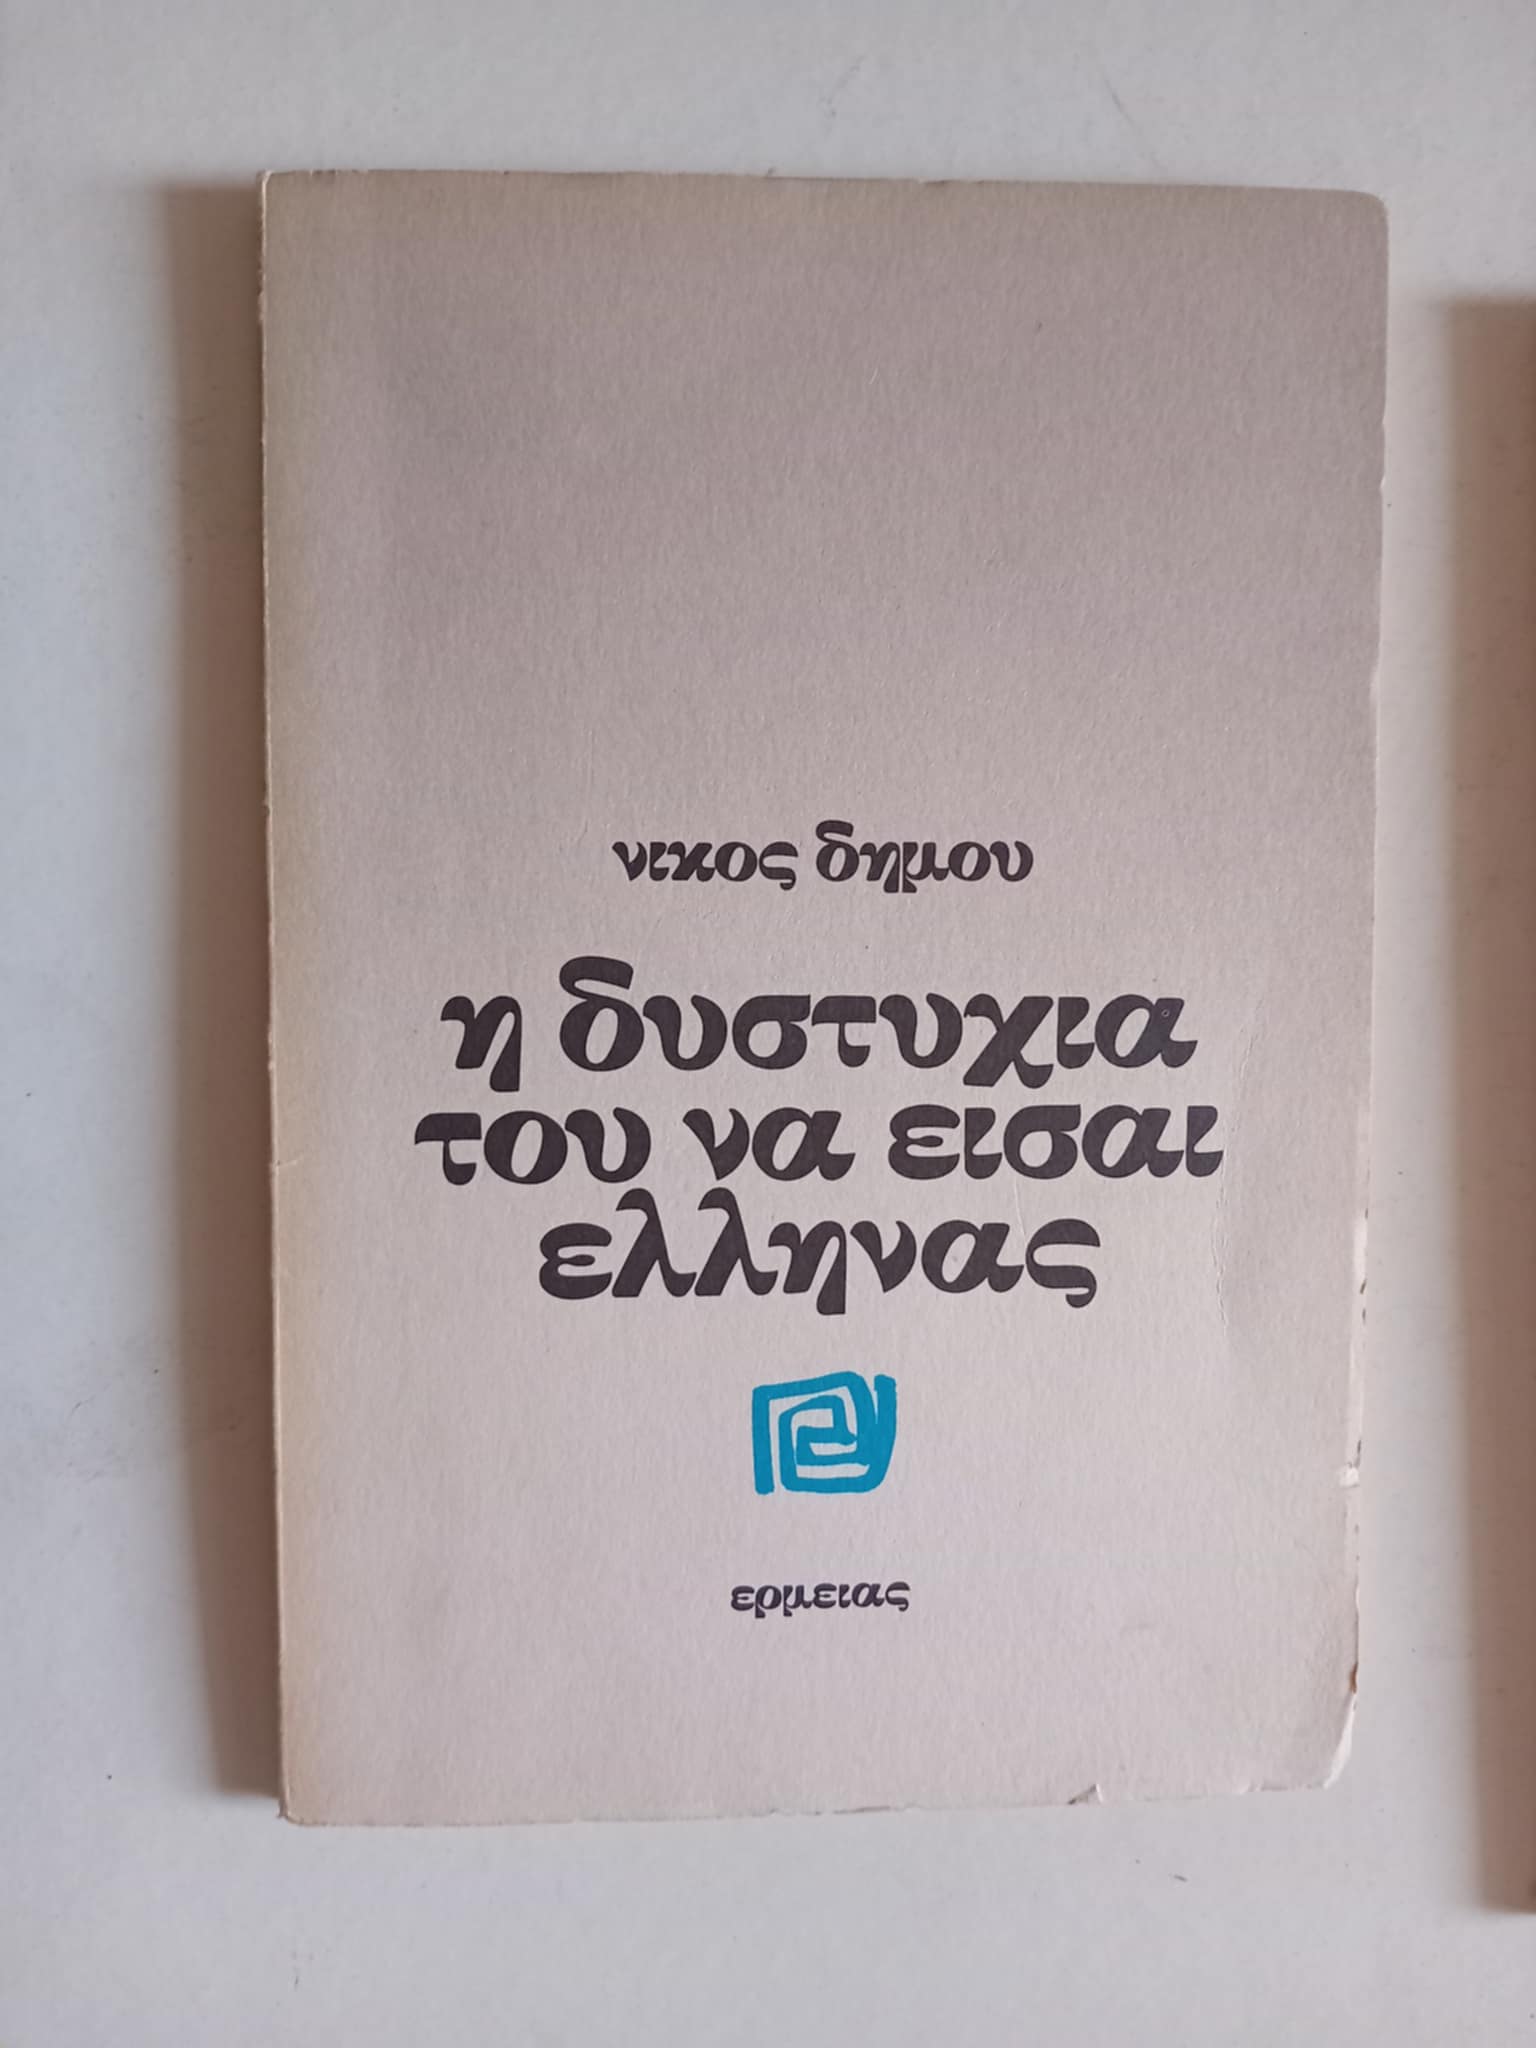 νικος δημου
η δυστυχια
του να εισαι
ελληνας
ερμειας